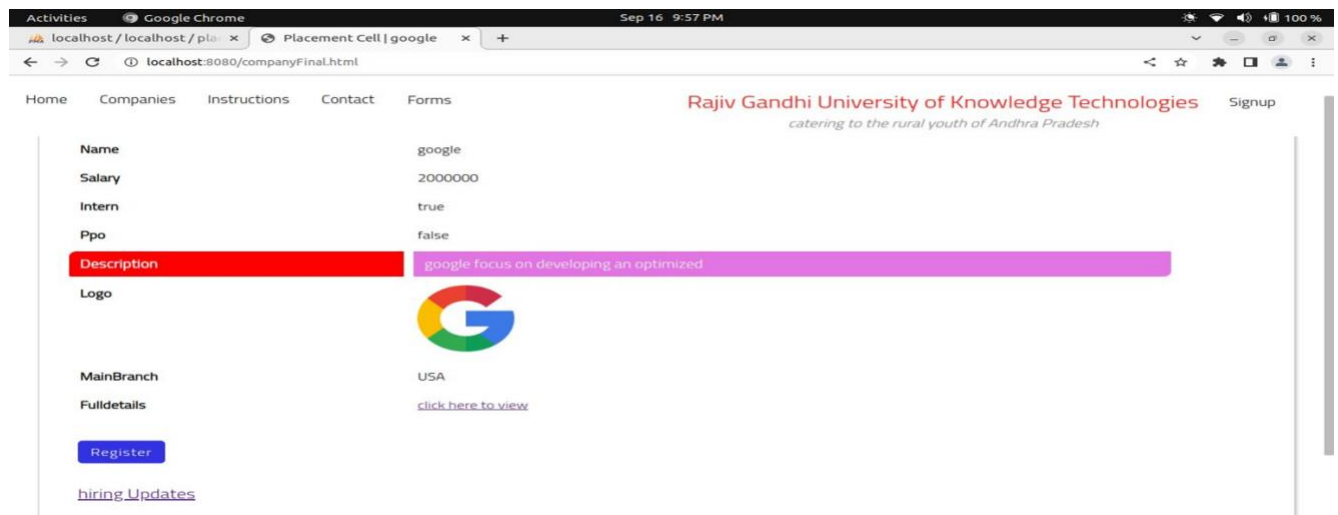 Activities Google Chrome Sep 16 9:57 PM 100 %
localhost / localhost / pla × Placement Cell | google × +
localhost:8080/companyFinal.html
Home Companies Instructions Contact Forms Rajiv Gandhi University of Knowledge Technologies Signup
catering to the rural youth of Andhra Pradesh
Name google
Salary 2000000
Intern true
Ppo false
Description google focus on developing an optimized
Logo
MainBranch USA
Fulldetails click here to view
Register
hiring Updates